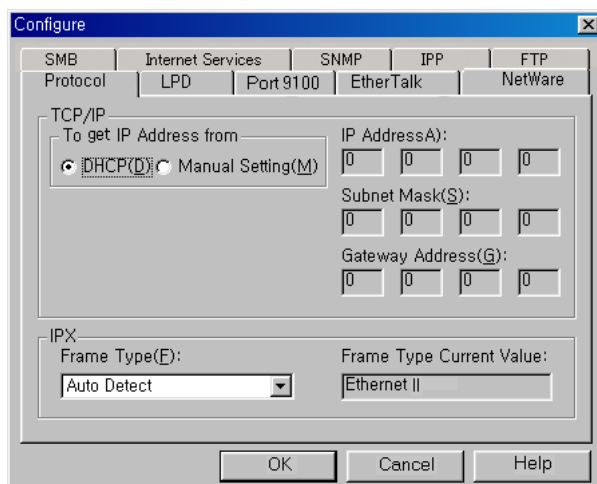 Configure
SMB Internet Services SNMP IPP FTP
Protocol LPD Port 9100 EtherTalk NetWare
TCP/IP
To get IP Address from
DHCP(D) Manual Setting(M)
IP AddressA):
0 0 0 0
Subnet Mask(S):
0 0 0 0
Gateway Address(G):
0 0 0 0
IPX
Frame Type(F):
Auto Detect
Frame Type Current Value:
Ethernet II
OK Cancel Help